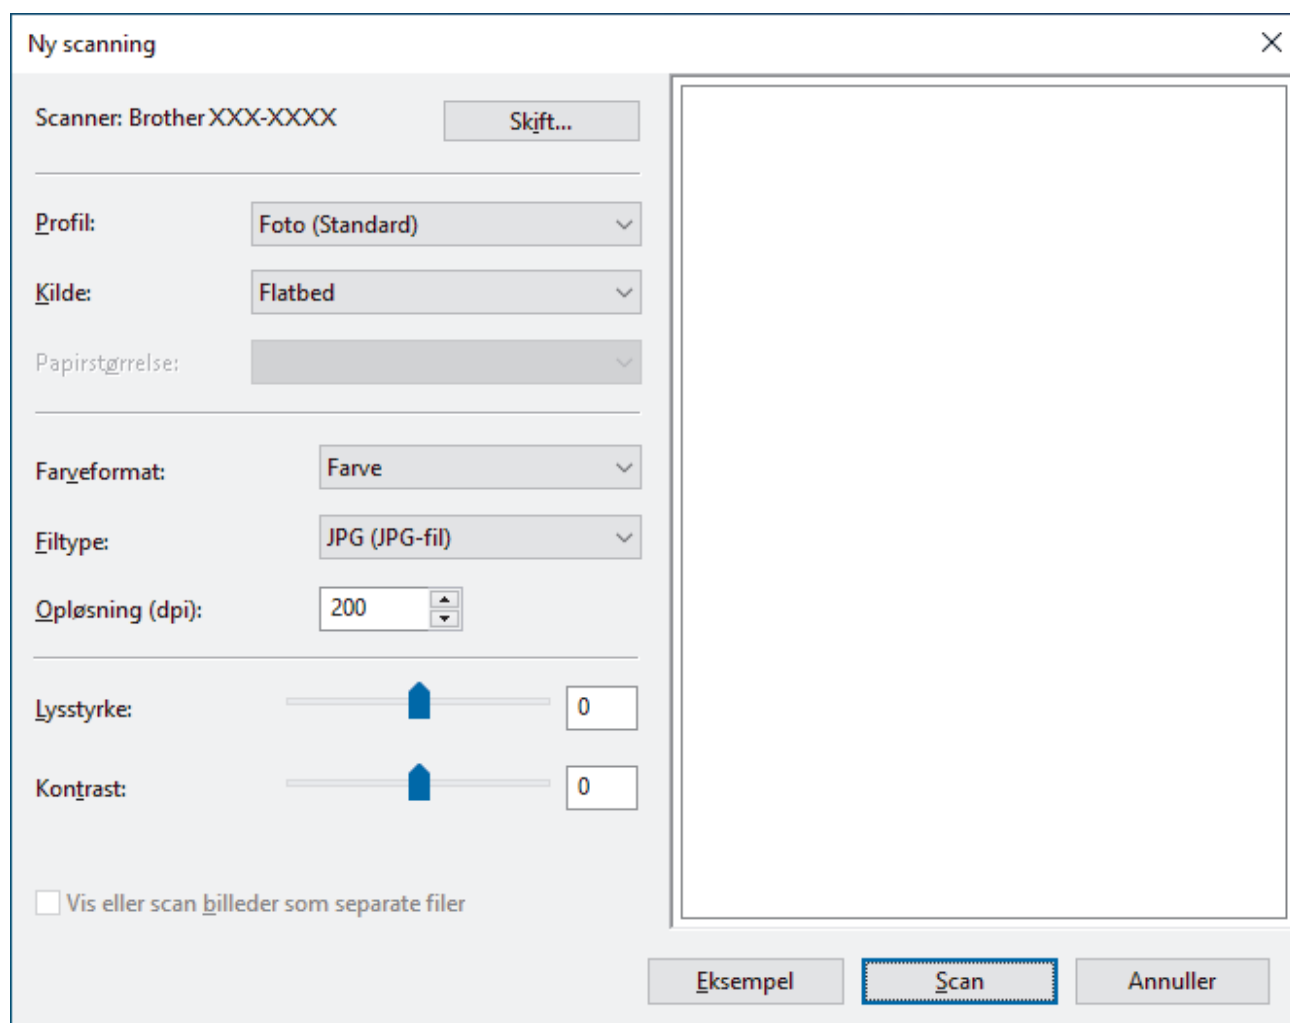 Ny scanning
Scanner: Brother XXX-XXXX
Skift...
Profil: Foto (Standard)
Kilde: Flatbed
Papirstørrelse:
Farveformat: Farve
Filtype: JPG (JPG-fil)
Opløsning (dpi): 200
Lysstyrke: 0
Kontrast: 0
Vis eller scan billeder som separate filer
Eksempel
Scan
Annuller